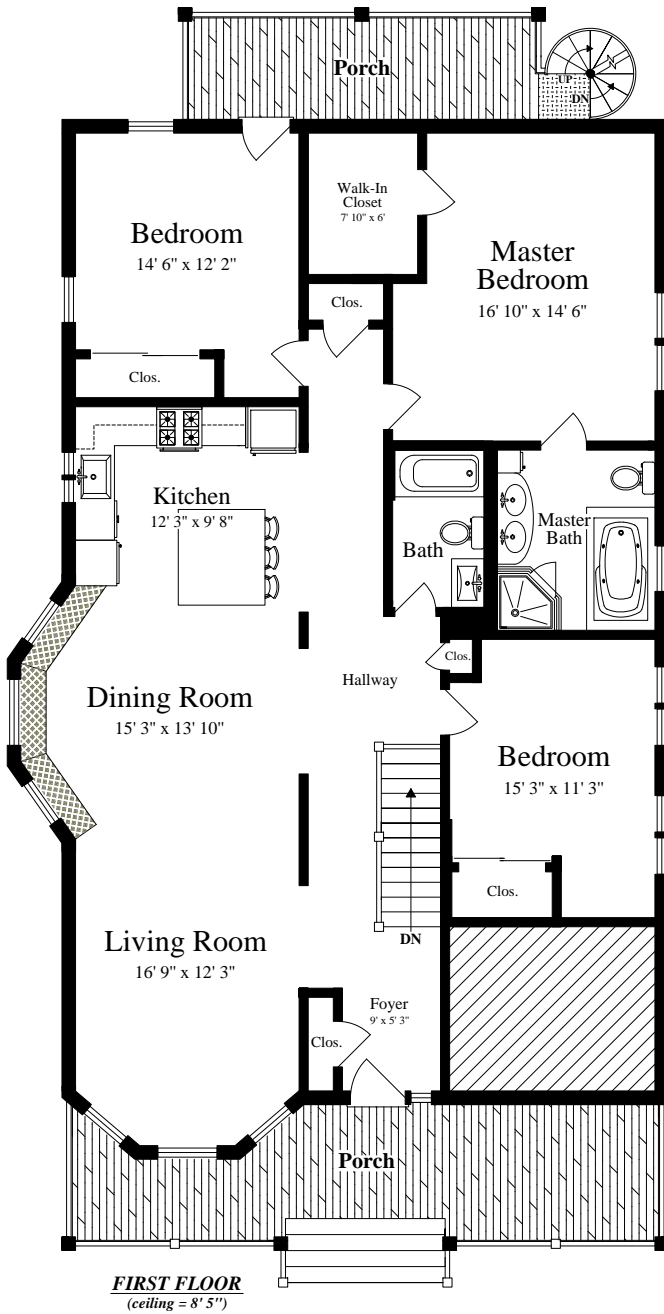 Porch
UP
DN
Walk-In
Closet
7' 10" x 6'
Bedroom
14' 6" x 12' 2"
Master
Bedroom
16' 10" x 14' 6"
Clos.
Clos.
Kitchen
12' 3" x 9' 8"
Bath
Master
Bath
Clos.
Hallway
Dining Room
15' 3" x 13' 10"
Bedroom
15' 3" x 11' 3"
Clos.
DN
Living Room
16' 9" x 12' 3"
Foyer
9' x 5' 3"
Clos.
Porch
FIRST FLOOR
(ceiling = 8' 5")